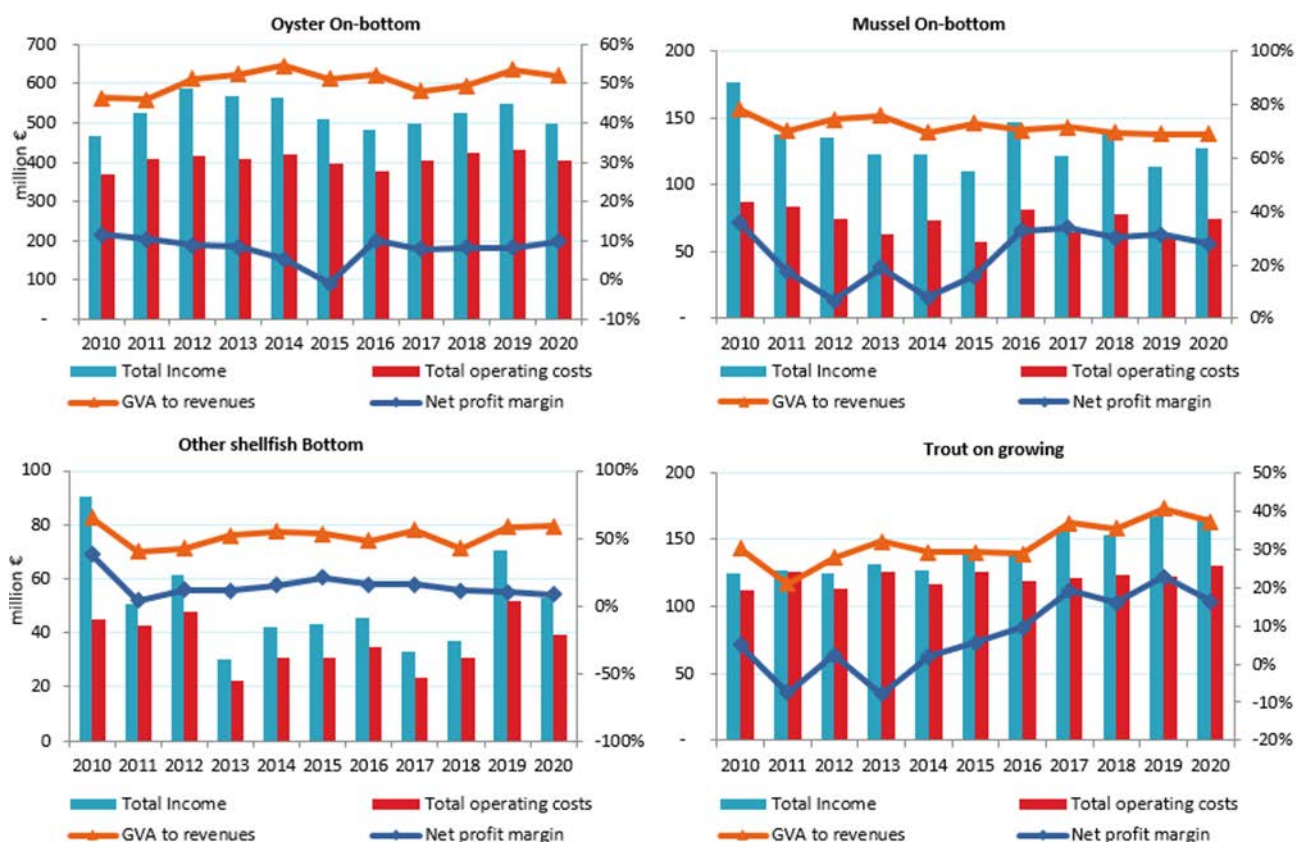 Oyster On-bottom
million €
700
600
500
400
300
200
100
-
60%
50%
40%
30%
20%
10%
0%
-10%
2010 2011 2012 2013 2014 2015 2016 2017 2018 2019 2020
Total Income Total operating costs
GVA to revenues Net profit margin
Mussel On-bottom
200
150
100
50
-
100%
80%
60%
40%
20%
0%
2010 2011 2012 2013 2014 2015 2016 2017 2018 2019 2020
Total Income Total operating costs
GVA to revenues Net profit margin
Other shellfish Bottom
million €
100
80
60
40
20
0
100%
50%
0%
-50%
-100%
2010 2011 2012 2013 2014 2015 2016 2017 2018 2019 2020
Total Income Total operating costs
GVA to revenues Net profit margin
Trout on growing
200
150
100
50
-
50%
40%
30%
20%
10%
0%
-10%
-20%
2010 2011 2012 2013 2014 2015 2016 2017 2018 2019 2020
Total Income Total operating costs
GVA to revenues Net profit margin